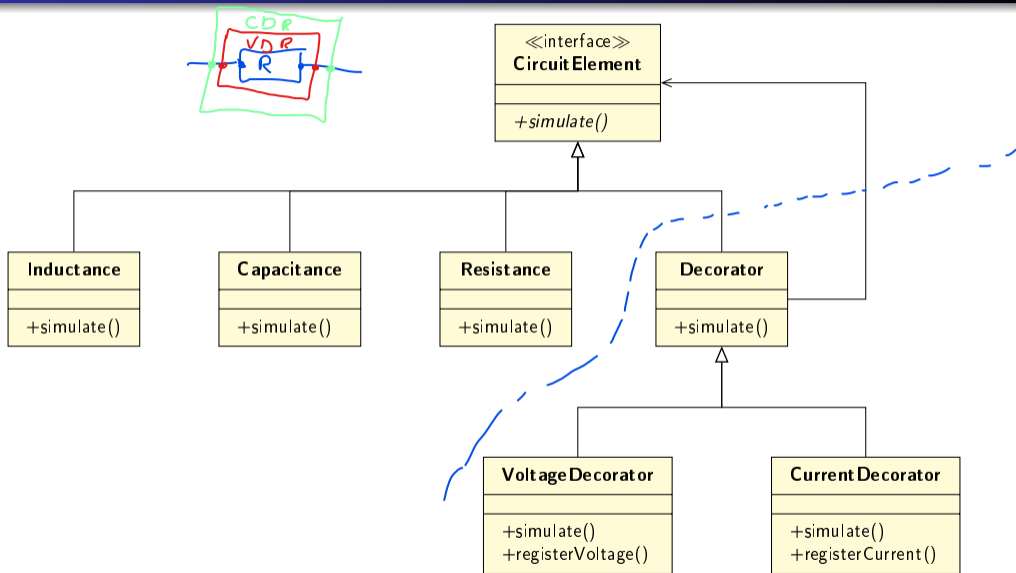 CDR
VDR
R
≪interface≫
CircuitElement
+simulate()
Inductance
+simulate()
Capacitance
+simulate()
Resistance
+simulate()
Decorator
+simulate()
VoltageDecorator
+simulate()
+registerVoltage()
CurrentDecorator
+simulate()
+registerCurrent()